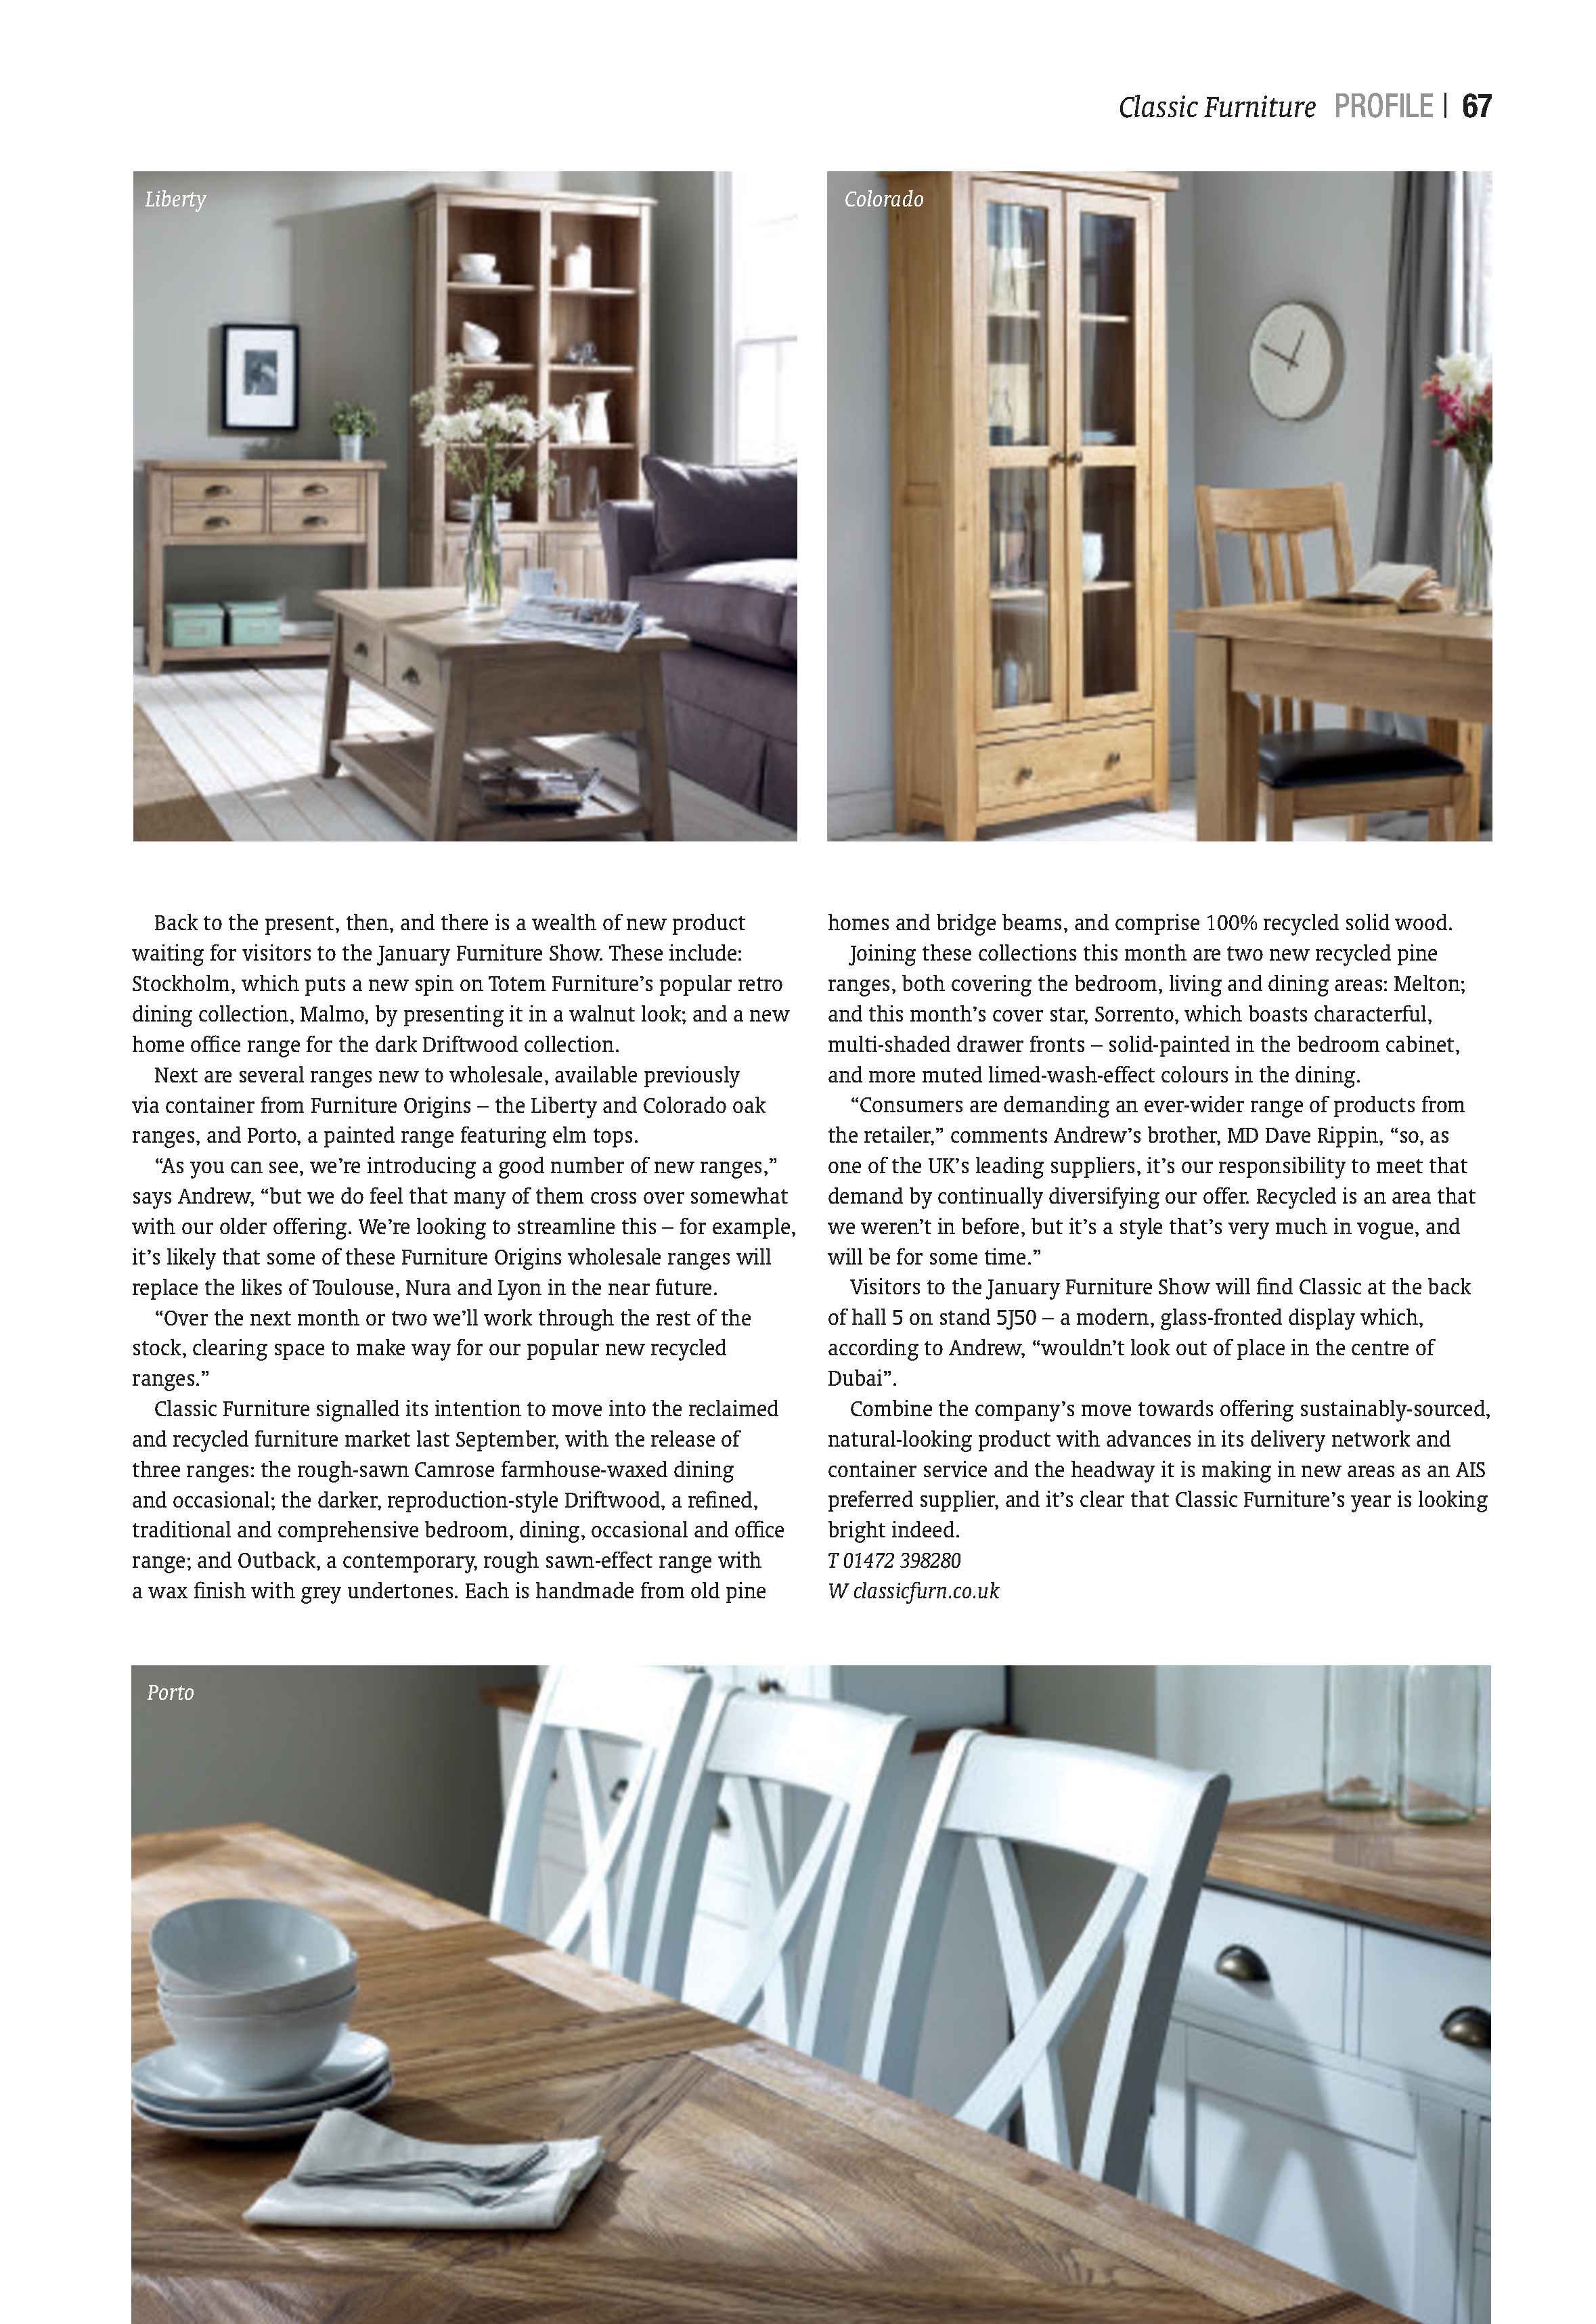 Classic Furniture PROFILE | 67
Liberty
Colorado
Back to the present, then, and there is a wealth of new product
waiting for visitors to the January Furniture Show. These include:
Stockholm, which puts a new spin on Totem Furniture’s popular retro
dining collection, Malmo, by presenting it in a walnut look; and a new
home office range for the dark Driftwood collection.
Next are several ranges new to wholesale, available previously
via container from Furniture Origins – the Liberty and Colorado oak
ranges, and Porto, a painted range featuring elm tops.
“As you can see, we’re introducing a good number of new ranges,”
says Andrew, “but we do feel that many of them cross over somewhat
with our older offering. We’re looking to streamline this – for example,
it’s likely that some of these Furniture Origins wholesale ranges will
replace the likes of Toulouse, Nura and Lyon in the near future.
“Over the next month or two we’ll work through the rest of the
stock, clearing space to make way for our popular new recycled
ranges.”
Classic Furniture signalled its intention to move into the reclaimed
and recycled furniture market last September, with the release of
three ranges: the rough-sawn Camrose farmhouse-waxed dining
and occasional; the darker, reproduction-style Driftwood, a refined,
traditional and comprehensive bedroom, dining, occasional and office
range; and Outback, a contemporary, rough sawn-effect range with
a wax finish with grey undertones. Each is handmade from old pine
homes and bridge beams, and comprise 100% recycled solid wood.
Joining these collections this month are two new recycled pine
ranges, both covering the bedroom, living and dining areas: Melton;
and this month’s cover star, Sorrento, which boasts characterful,
multi-shaded drawer fronts – solid-painted in the bedroom cabinet,
and more muted limed-wash-effect colours in the dining.
“Consumers are demanding an ever-wider range of products from
the retailer,” comments Andrew’s brother, MD Dave Rippin, “so, as
one of the UK’s leading suppliers, it’s our responsibility to meet that
demand by continually diversifying our offer. Recycled is an area that
we weren’t in before, but it’s a style that’s very much in vogue, and
will be for some time.”
Visitors to the January Furniture Show will find Classic at the back
of hall 5 on stand 5J50 – a modern, glass-fronted display which,
according to Andrew, “wouldn’t look out of place in the centre of
Dubai”.
Combine the company’s move towards offering sustainably-sourced,
natural-looking product with advances in its delivery network and
container service and the headway it is making in new areas as an AIS
preferred supplier, and it’s clear that Classic Furniture’s year is looking
bright indeed.
T 01472 398280
W classicfurn.co.uk
Porto